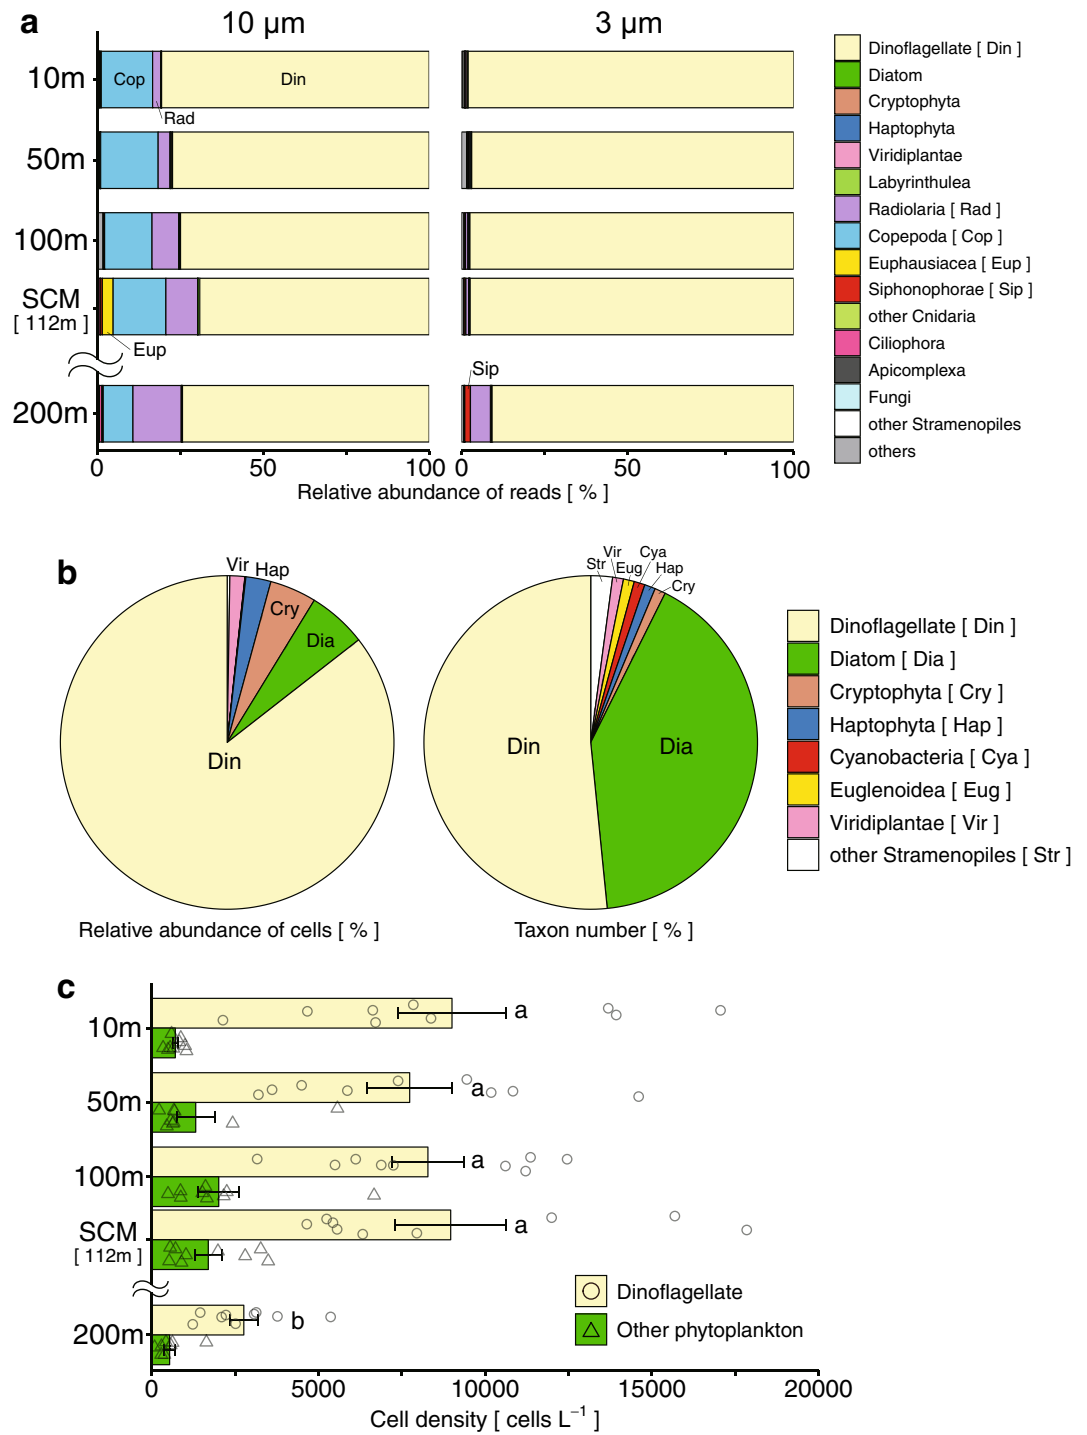 a
10 µm
3 µm
10m
Cop
Din
Rad
50m
100m
SCM
[ 112m ]
Eup
Sip
200m
0 50 100
0 50 100
Relative abundance of reads [ % ]
Dinoflagellate [ Din ]
Diatom
Cryptophyta
Haptophyta
Viridiplantae
Labyrinthulea
Radiolaria [ Rad ]
Copepoda [ Cop ]
Euphausiacea [ Eup ]
Siphonophorae [ Sip ]
other Cnidaria
Ciliophora
Apicomplexa
Fungi
other Stramenopiles
others
b
Vir Hap
Cry
Dia
Din
Relative abundance of cells [ % ]
Str Vir Eug Cya Hap Cry
Din
Dia
Taxon number [ % ]
Dinoflagellate [ Din ]
Diatom [ Dia ]
Cryptophyta [ Cry ]
Haptophyta [ Hap ]
Cyanobacteria [ Cya ]
Euglenoidea [ Eug ]
Viridiplantae [ Vir ]
other Stramenopiles [ Str ]
c
10m
a
50m
a
100m
a
SCM
[ 112m ]
a
200m
b
Dinoflagellate
Other phytoplankton
0 5000 10000 15000 20000
Cell density [ cells L⁻¹ ]